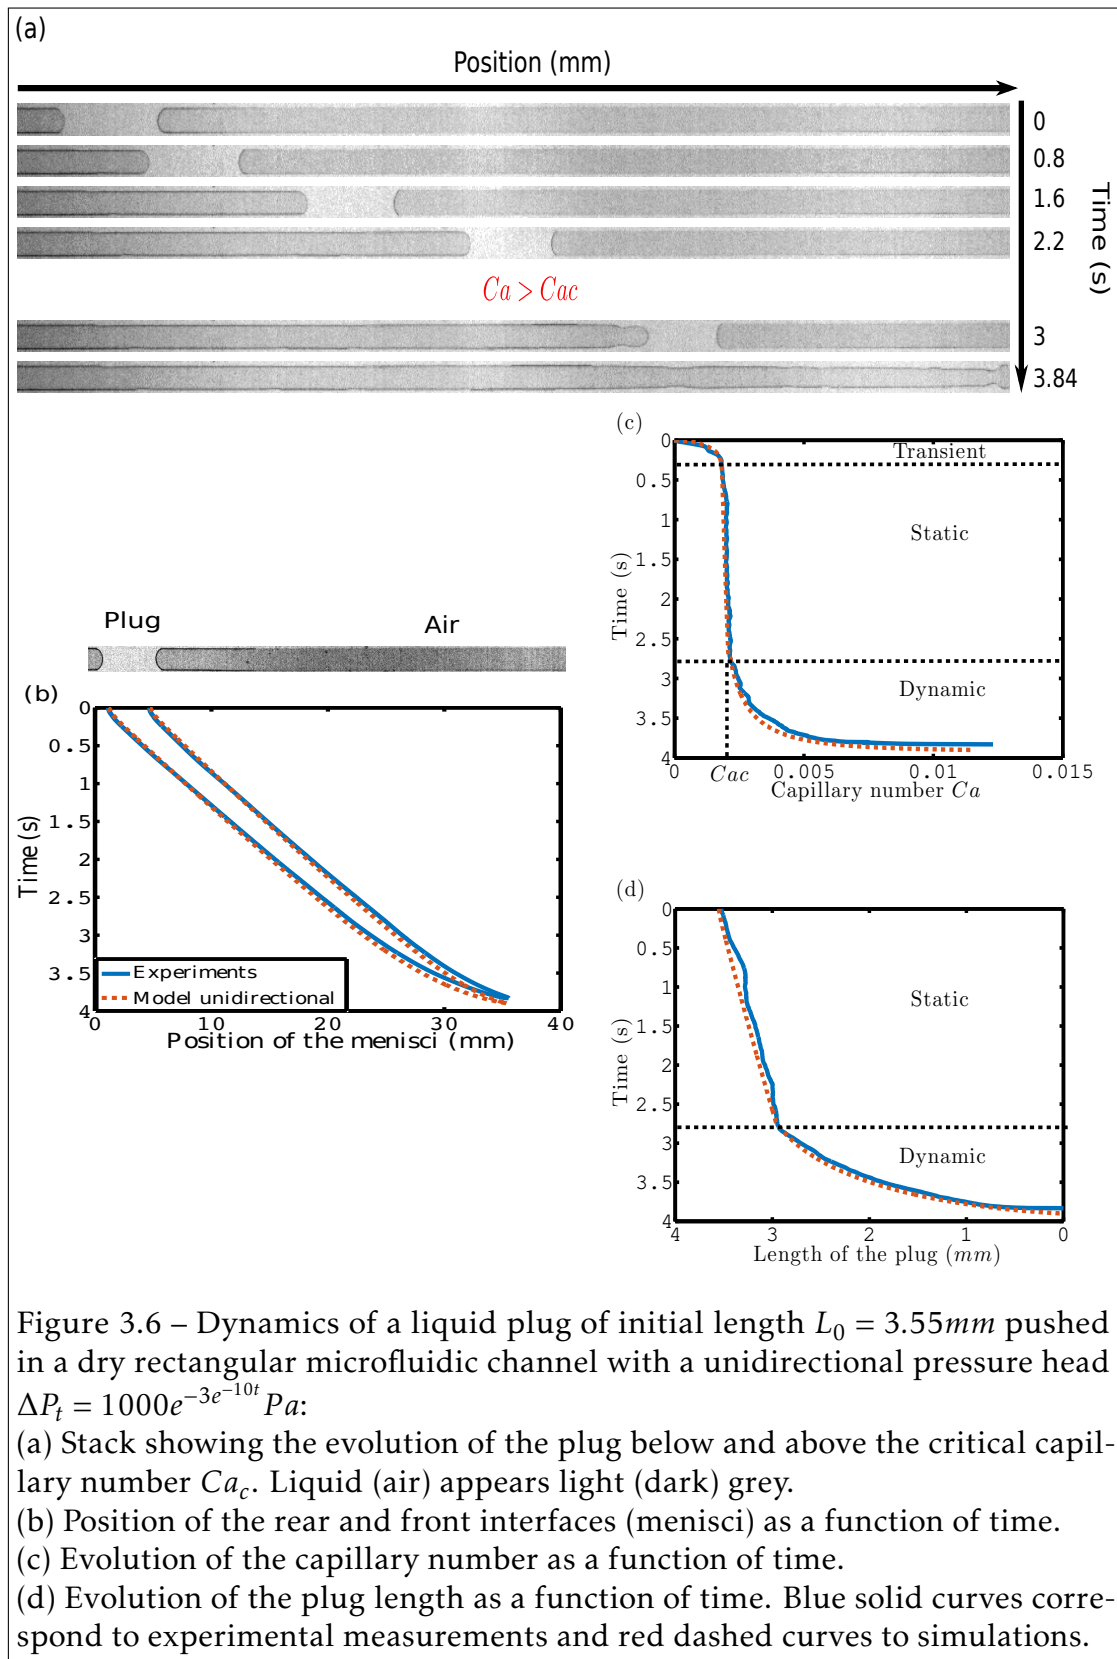 (a)
Position (mm)
0
0.8
1.6
2.2
Ca > Cac
3
3.84
Time (s)
(c)
0
0.5
1
1.5
2
2.5
3
3.5
4
Time (s)
Transient
Static
Dynamic
0 Cac 0.005 0.01 0.015
Capillary number Ca
Plug Air
(b)
0
0.5
1
1.5
2
2.5
3
3.5
4
Time (s)
Experiments
Model unidirectional
0 10 20 30 40
Position of the menisci (mm)
(d)
0
0.5
1
1.5
2
2.5
3
3.5
4
Time (s)
Static
Dynamic
4 3 2 1 0
Length of the plug (mm)
Figure 3.6 – Dynamics of a liquid plug of initial length L₀ = 3.55mm pushed
in a dry rectangular microfluidic channel with a unidirectional pressure head
ΔPₜ = 1000e^{−3e^{−10t}} Pa:
(a) Stack showing the evolution of the plug below and above the critical capil-
lary number Ca_c. Liquid (air) appears light (dark) grey.
(b) Position of the rear and front interfaces (menisci) as a function of time.
(c) Evolution of the capillary number as a function of time.
(d) Evolution of the plug length as a function of time. Blue solid curves corre-
spond to experimental measurements and red dashed curves to simulations.